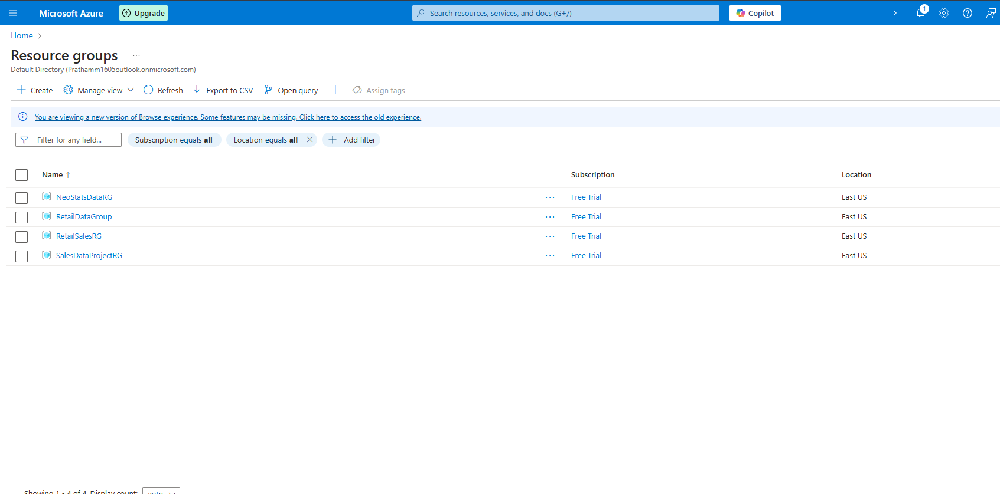 Microsoft Azure
Upgrade
Search resources, services, and docs (G+/)
Copilot
1
Home
Resource groups
Default Directory (Prathamm1605outlook.onmicrosoft.com)
Create
Manage view
Refresh
Export to CSV
Open query
Assign tags
You are viewing a new version of Browse experience. Some features may be missing. Click here to access the old experience.
Filter for any field...
Subscription equals all
Location equals all
Add filter
Name ↑ Subscription Location
NeoStatsDataRG ... Free Trial East US
RetailDataGroup ... Free Trial East US
RetailSalesRG ... Free Trial East US
SalesDataProjectRG ... Free Trial East US
Showing 1 - 4 of 4. Display count: auto